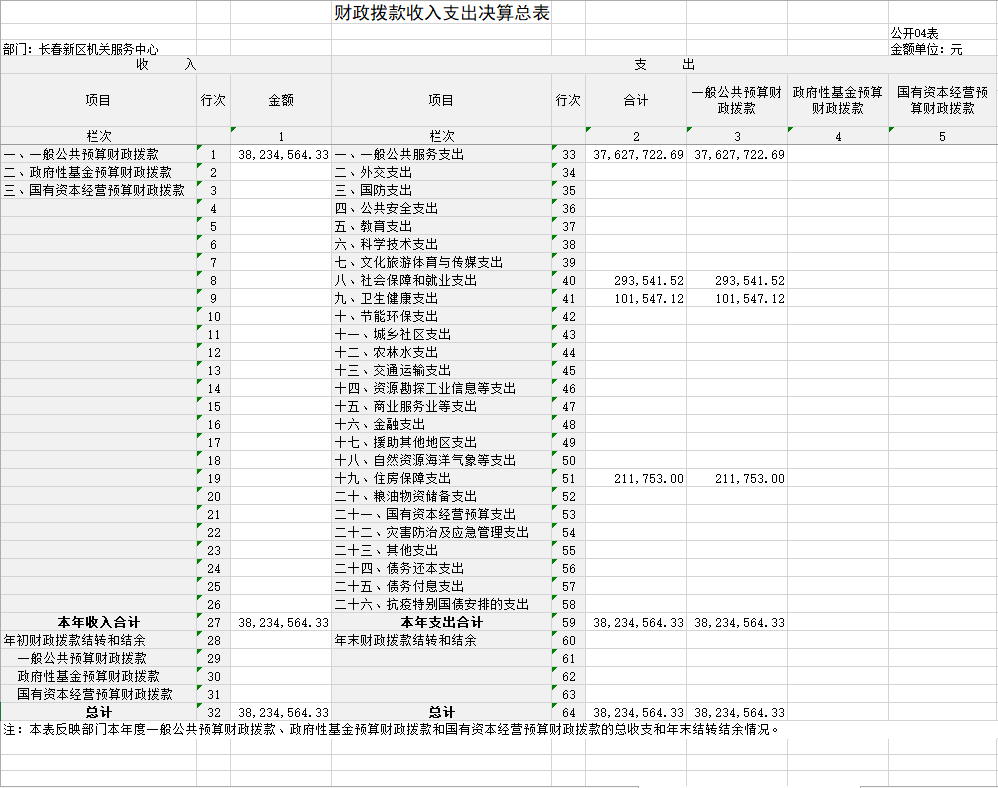 财政拨款收入支出决算总表
公开04表
部门：长春新区机关服务中心 金额单位：元
收 入 支 出
项目 行次 金额 项目 行次 合计 一般公共预算财政拨款 政府性基金预算财政拨款 国有资本经营预算财政拨款
栏次 1 栏次 2 3 4 5
一、一般公共预算财政拨款 1 38,234,564.33 一、一般公共服务支出 33 37,627,722.69 37,627,722.69
二、政府性基金预算财政拨款 2 二、外交支出 34
三、国有资本经营预算财政拨款 3 三、国防支出 35
4 四、公共安全支出 36
5 五、教育支出 37
6 六、科学技术支出 38
7 七、文化旅游体育与传媒支出 39
8 八、社会保障和就业支出 40 293,541.52 293,541.52
9 九、卫生健康支出 41 101,547.12 101,547.12
10 十、节能环保支出 42
11 十一、城乡社区支出 43
12 十二、农林水支出 44
13 十三、交通运输支出 45
14 十四、资源勘探工业信息等支出 46
15 十五、商业服务业等支出 47
16 十六、金融支出 48
17 十七、援助其他地区支出 49
18 十八、自然资源海洋气象等支出 50
19 十九、住房保障支出 51 211,753.00 211,753.00
20 二十、粮油物资储备支出 52
21 二十一、国有资本经营预算支出 53
22 二十二、灾害防治及应急管理支出 54
23 二十三、其他支出 55
24 二十四、债务还本支出 56
25 二十五、债务付息支出 57
26 二十六、抗疫特别国债安排的支出 58
本年收入合计 27 38,234,564.33 本年支出合计 59 38,234,564.33 38,234,564.33
年初财政拨款结转和结余 28 年末财政拨款结转和结余 60
一般公共预算财政拨款 29 61
政府性基金预算财政拨款 30 62
国有资本经营预算财政拨款 31 63
总计 32 38,234,564.33 总计 64 38,234,564.33 38,234,564.33
注：本表反映部门本年度一般公共预算财政拨款、政府性基金预算财政拨款和国有资本经营预算财政拨款的总收支和年末结转结余情况。